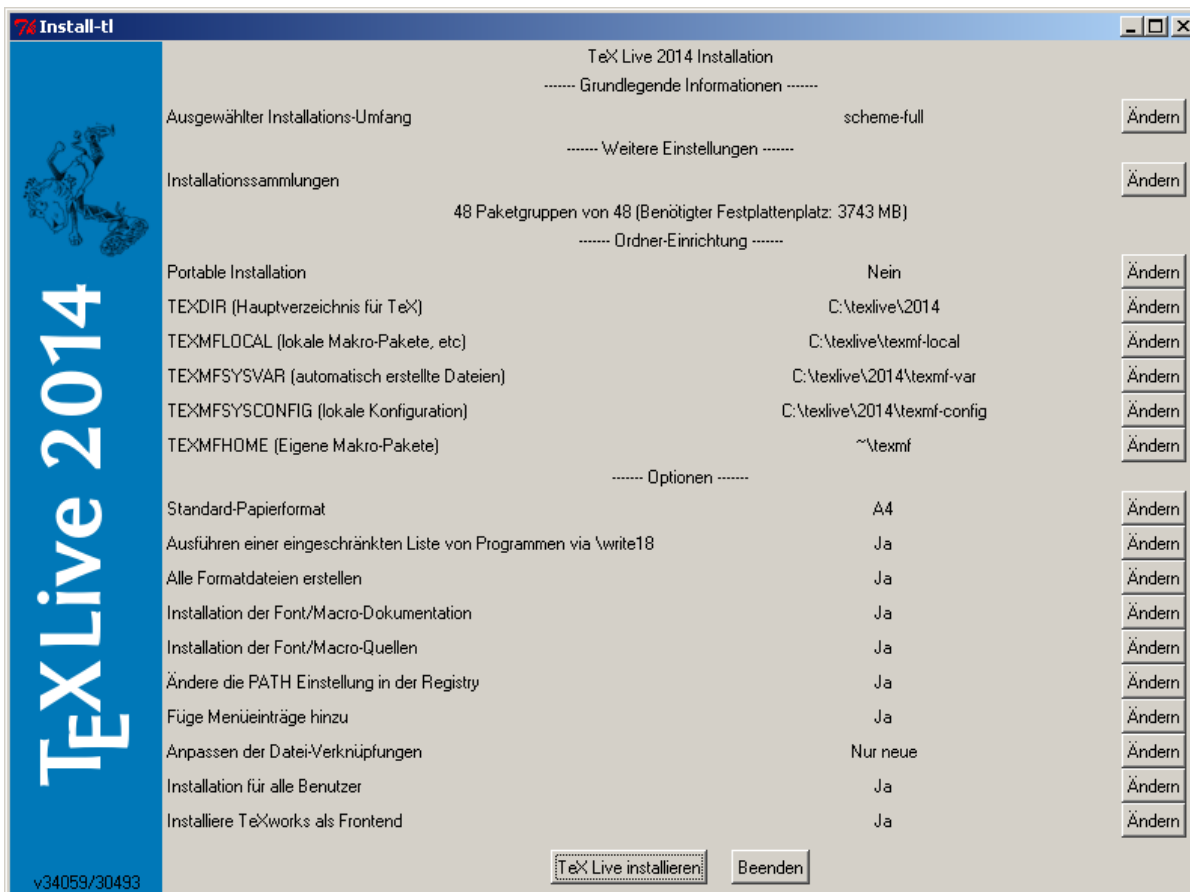 Install-tl
TeX Live 2014 Installation
------- Grundlegende Informationen -------
Ausgewählter Installations-Umfang scheme-full Ändern
------- Weitere Einstellungen -------
Installationssammlungen Ändern
48 Paketgruppen von 48 (Benötigter Festplattenplatz: 3743 MB)
------- Ordner-Einrichtung -------
Portable Installation Nein Ändern
TEXDIR (Hauptverzeichnis für TeX) C:\texlive\2014 Ändern
TEXMFLOCAL (lokale Makro-Pakete, etc) C:\texlive\texmf-local Ändern
TEXMFSYSVAR (automatisch erstellte Dateien) C:\texlive\2014\texmf-var Ändern
TEXMFSYSCONFIG (lokale Konfiguration) C:\texlive\2014\texmf-config Ändern
TEXMFHOME (Eigene Makro-Pakete) ~\texmf Ändern
------- Optionen -------
Standard-Papierformat A4 Ändern
Ausführen einer eingeschränkten Liste von Programmen via \write18 Ja Ändern
Alle Formatdateien erstellen Ja Ändern
Installation der Font/Macro-Dokumentation Ja Ändern
Installation der Font/Macro-Quellen Ja Ändern
Ändere die PATH Einstellung in der Registry Ja Ändern
Füge Menüeinträge hinzu Ja Ändern
Anpassen der Datei-Verknüpfungen Nur neue Ändern
Installation für alle Benutzer Ja Ändern
Installiere TeXworks als Frontend Ja Ändern
TeX Live installieren Beenden
TEXLive 2014
v34059/30493